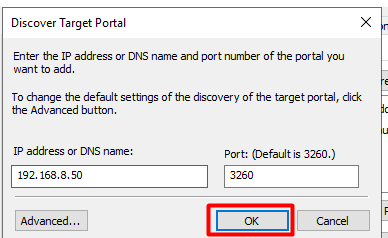 Discover Target Portal
Enter the IP address or DNS name and port number of the portal you
want to add.
To change the default settings of the discovery of the target portal, click
the Advanced button.
IP address or DNS name: Port: (Default is 3260.)
192.168.8.50 3260
Advanced... OK Cancel